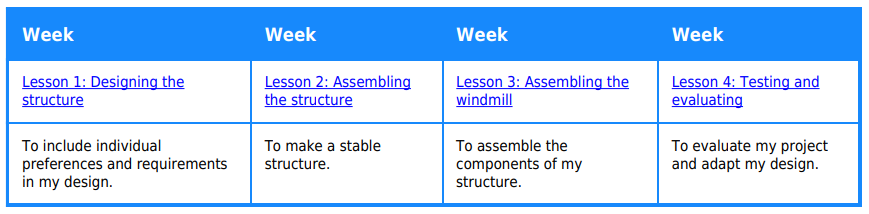 Week Week Week Week
Lesson 1: Designing the structure
Lesson 2: Assembling the structure
Lesson 3: Assembling the windmill
Lesson 4: Testing and evaluating
To include individual preferences and requirements in my design.
To make a stable structure.
To assemble the components of my structure.
To evaluate my project and adapt my design.